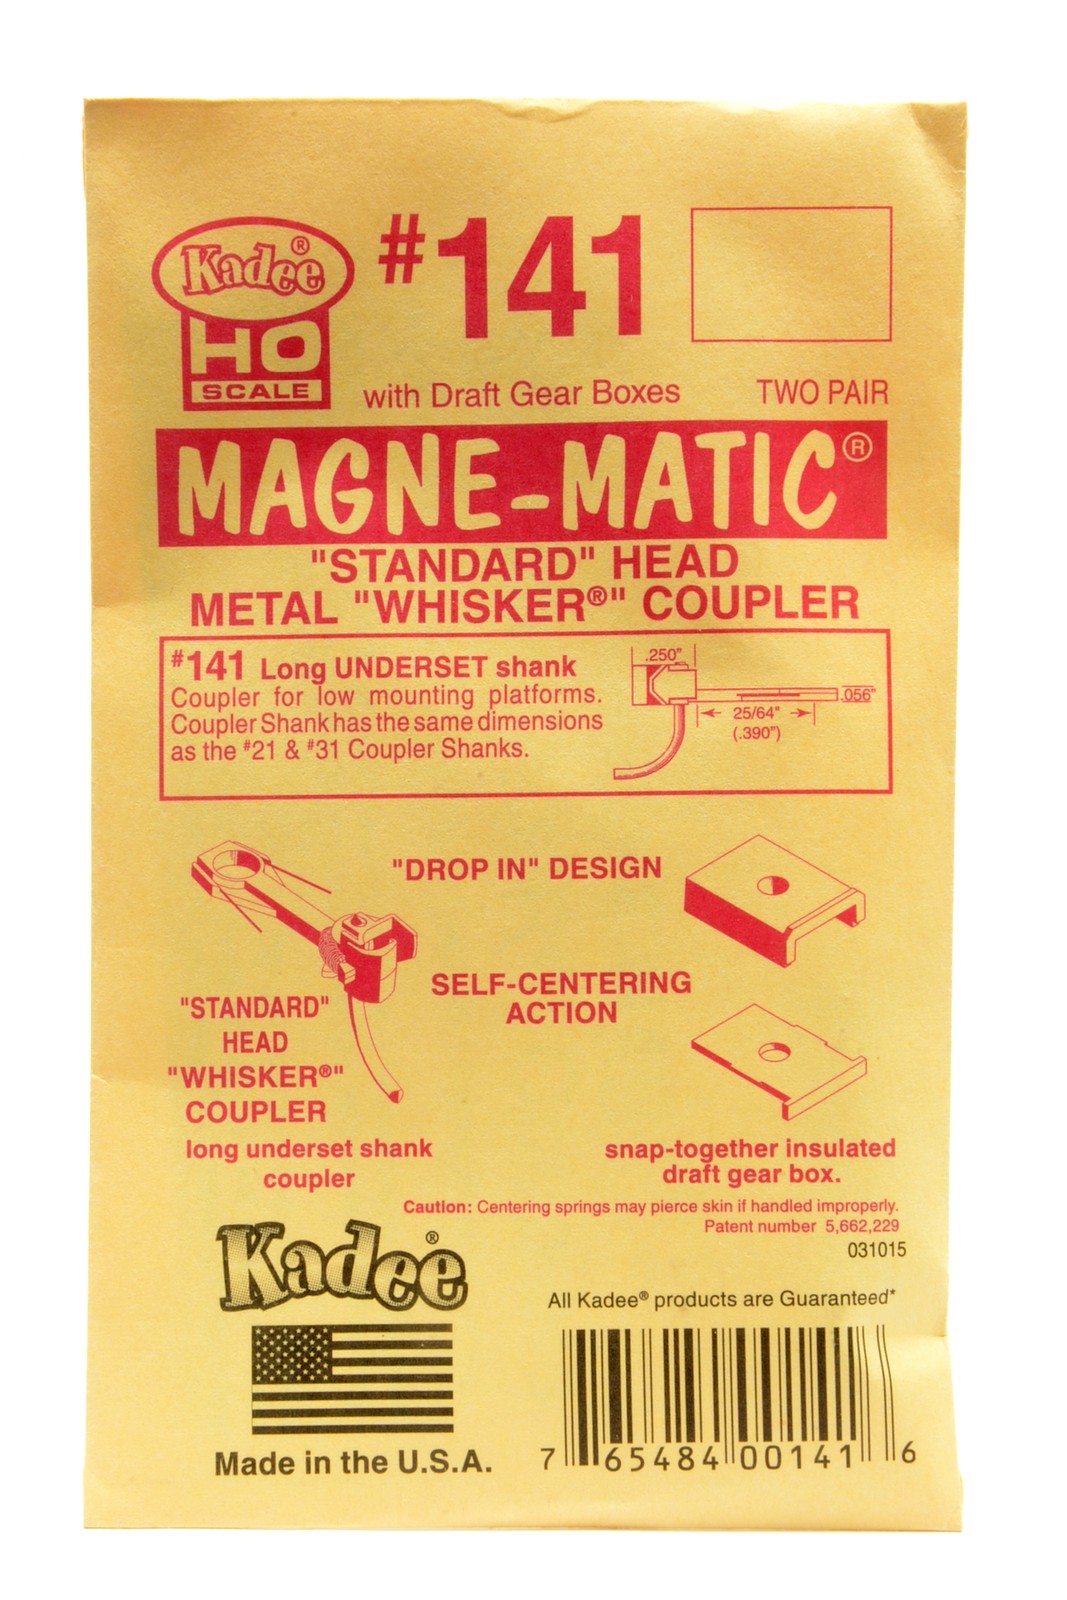 Kadee®
HO
SCALE
#141
with Draft Gear Boxes
TWO PAIR
MAGNE-MATIC®
"STANDARD" HEAD
METAL "WHISKER®" COUPLER
#141 Long UNDERSET shank
Coupler for low mounting platforms.
Coupler Shank has the same dimensions
as the #21 & #31 Coupler Shanks.
.250"
.056"
25/64"
(.390")
"DROP IN" DESIGN
SELF-CENTERING
ACTION
"STANDARD"
HEAD
"WHISKER®"
COUPLER
long underset shank
coupler
snap-together insulated
draft gear box.
Caution: Centering springs may pierce skin if handled improperly.
Patent number 5,662,229
031015
Kadee®
All Kadee® products are Guaranteed*
Made in the U.S.A.
7 65484 00141 6